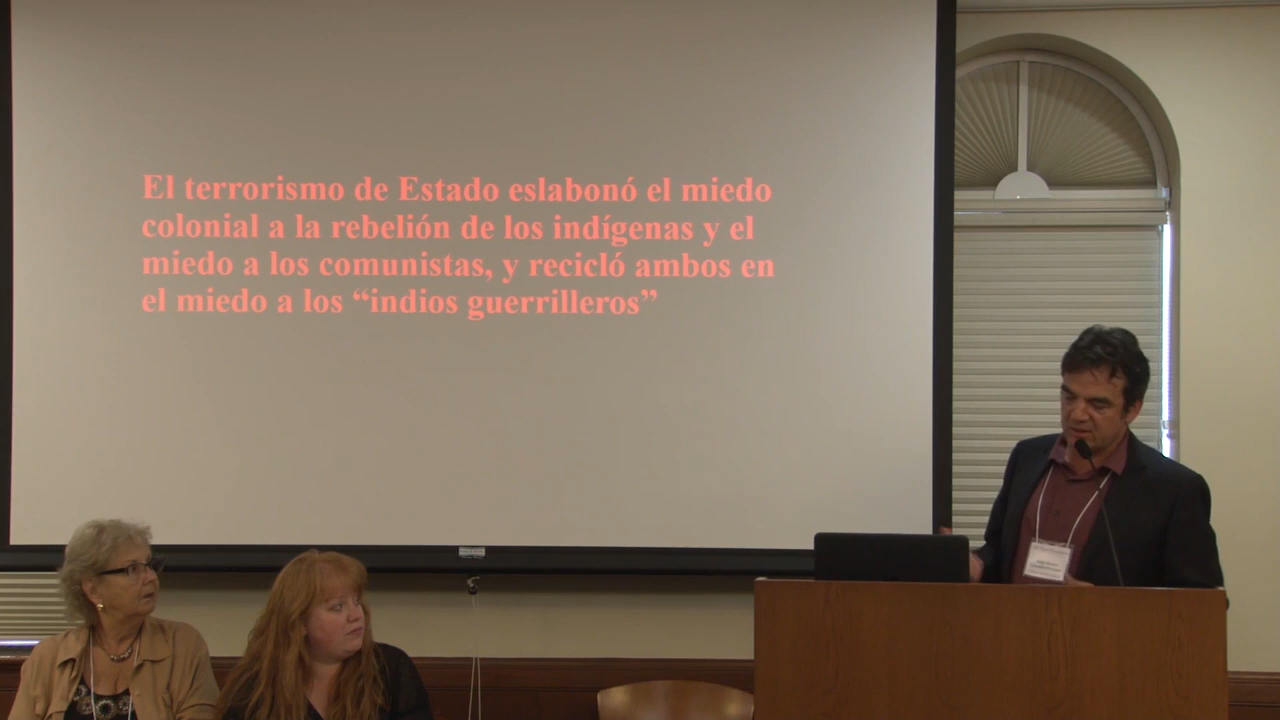 El terrorismo de Estado eslabonó el miedo
colonial a la rebelión de los indígenas y el
miedo a los comunistas, y recicló ambos en
el miedo a los “indios guerrilleros”